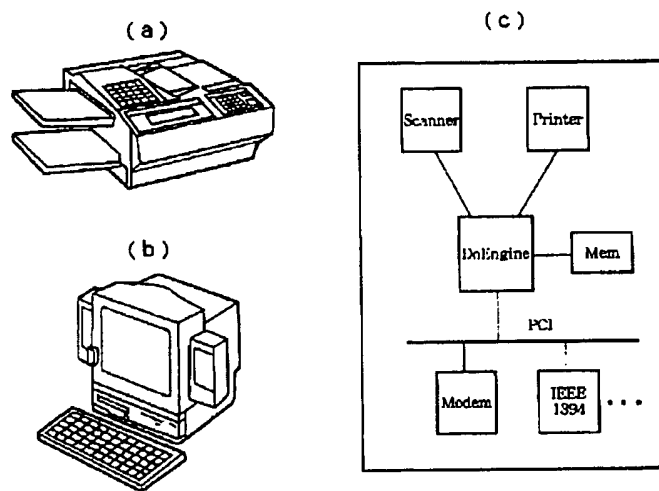 (a)
(c)
Scanner
Printer
DoEngine
Mem
PCI
Modem
IEEE
1394
(b)